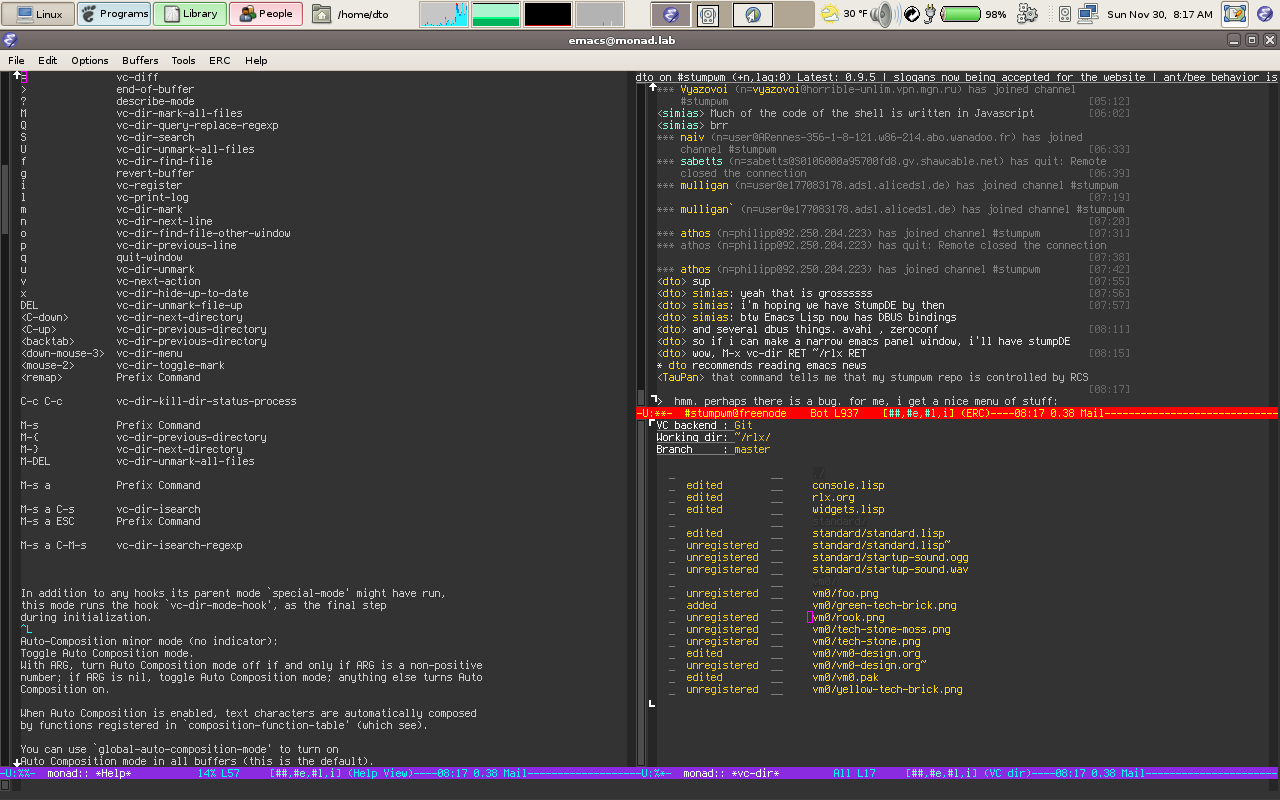 Linux Programs Library People /home/dto 30 °F 98% Sun Nov 30, 8:17 AM
emacs@monad.lab
File Edit Options Buffers Tools ERC Help
= vc-diff
> end-of-buffer
? describe-mode
M vc-dir-mark-all-files
Q vc-dir-query-replace-regexp
S vc-dir-search
U vc-dir-unmark-all-files
f vc-dir-find-file
g revert-buffer
i vc-register
l vc-print-log
m vc-dir-mark
n vc-dir-next-line
o vc-dir-find-file-other-window
p vc-dir-previous-line
q quit-window
u vc-dir-unmark
v vc-next-action
x vc-dir-hide-up-to-date
DEL vc-dir-unmark-file-up
<C-down> vc-dir-next-directory
<C-up> vc-dir-previous-directory
<backtab> vc-dir-previous-directory
<down-mouse-3> vc-dir-menu
<mouse-2> vc-dir-toggle-mark
<remap> Prefix Command
C-c C-c vc-dir-kill-dir-status-process
M-s Prefix Command
M-{ vc-dir-previous-directory
M-} vc-dir-next-directory
M-DEL vc-dir-unmark-all-files
M-s a Prefix Command
M-s a C-s vc-dir-isearch
M-s a ESC Prefix Command
M-s a C-M-s vc-dir-isearch-regexp
In addition to any hooks its parent mode `special-mode' might have run,
this mode runs the hook `vc-dir-mode-hook', as the final step
during initialization.
^L
Auto-Composition minor mode (no indicator):
Toggle Auto Composition mode.
With ARG, turn Auto Composition mode off if and only if ARG is a non-positive
number; if ARG is nil, toggle Auto Composition mode; anything else turns Auto
Composition on.
When Auto Composition is enabled, text characters are automatically composed
by functions registered in `composition-function-table' (which see).
You can use `global-auto-composition-mode' to turn on
Auto Composition mode in all buffers (this is the default).
-U:%%- monad:: *Help* 14% L57 [##,#e,#l,i] (Help View)----08:17 0.38 Mail
dto on #stumpwm (+n,lag:0) Latest: 0.9.5 | slogans now being accepted for the website | ant/bee behavior is
*** Vyazovoi (n=vyazovoi@horrible-unlim.vpn.mgn.ru) has joined channel
#stumpwm [05:12]
<simias> Much of the code of the shell is written in Javascript [06:02]
<simias> brr
*** naiv (n=user@ARennes-356-1-8-121.w86-214.abo.wanadoo.fr) has joined
channel #stumpwm [06:33]
*** sabetts (n=sabetts@S0106000a95700fd8.gv.shawcable.net) has quit: Remote
closed the connection [06:39]
*** mulligan (n=user@e177083178.adsl.alicedsl.de) has joined channel #stumpwm
[07:19]
*** mulligan` (n=user@e177083178.adsl.alicedsl.de) has joined channel #stumpwm
[07:20]
*** athos (n=philipp@92.250.204.223) has joined channel #stumpwm [07:31]
*** athos (n=philipp@92.250.204.223) has quit: Remote closed the connection
[07:38]
*** athos (n=philipp@92.250.204.223) has joined channel #stumpwm [07:42]
<dto> sup [07:55]
<dto> simias: yeah that is grossssss [07:56]
<dto> simias: i'm hoping we have StumpDE by then [07:57]
<dto> simias: btw Emacs Lisp now has DBUS bindings
<dto> and several dbus things. avahi , zeroconf [08:11]
<dto> so if i can make a narrow emacs panel window, i'll have stumpDE
<dto> wow, M-x vc-dir RET ~/rlx RET [08:15]
* dto recommends reading emacs news
<TauPan> that command tells me that my stumpwm repo is controlled by RCS
[08:17]
> hmm. perhaps there is a bug. for me, i get a nice menu of stuff:
-U:**- #stumpwm@freenode Bot L937 [##,#e,#l,i] (ERC)----08:17 0.38 Mail
VC backend : Git
Working dir: ~/rlx/
Branch : master
edited console.lisp
edited rlx.org
edited widgets.lisp
standard/
edited standard/standard.lisp
unregistered standard/standard.lisp~
unregistered standard/startup-sound.ogg
unregistered standard/startup-sound.wav
vm0/
unregistered vm0/foo.png
added vm0/green-tech-brick.png
unregistered vm0/rook.png
unregistered vm0/tech-stone-moss.png
unregistered vm0/tech-stone.png
edited vm0/vm0-design.org
unregistered vm0/vm0-design.org~
edited vm0/vm0.pak
unregistered vm0/yellow-tech-brick.png
-U:%*- monad:: *vc-dir* All L17 [##,#e,#l,i] (VC dir)----08:17 0.38 Mail